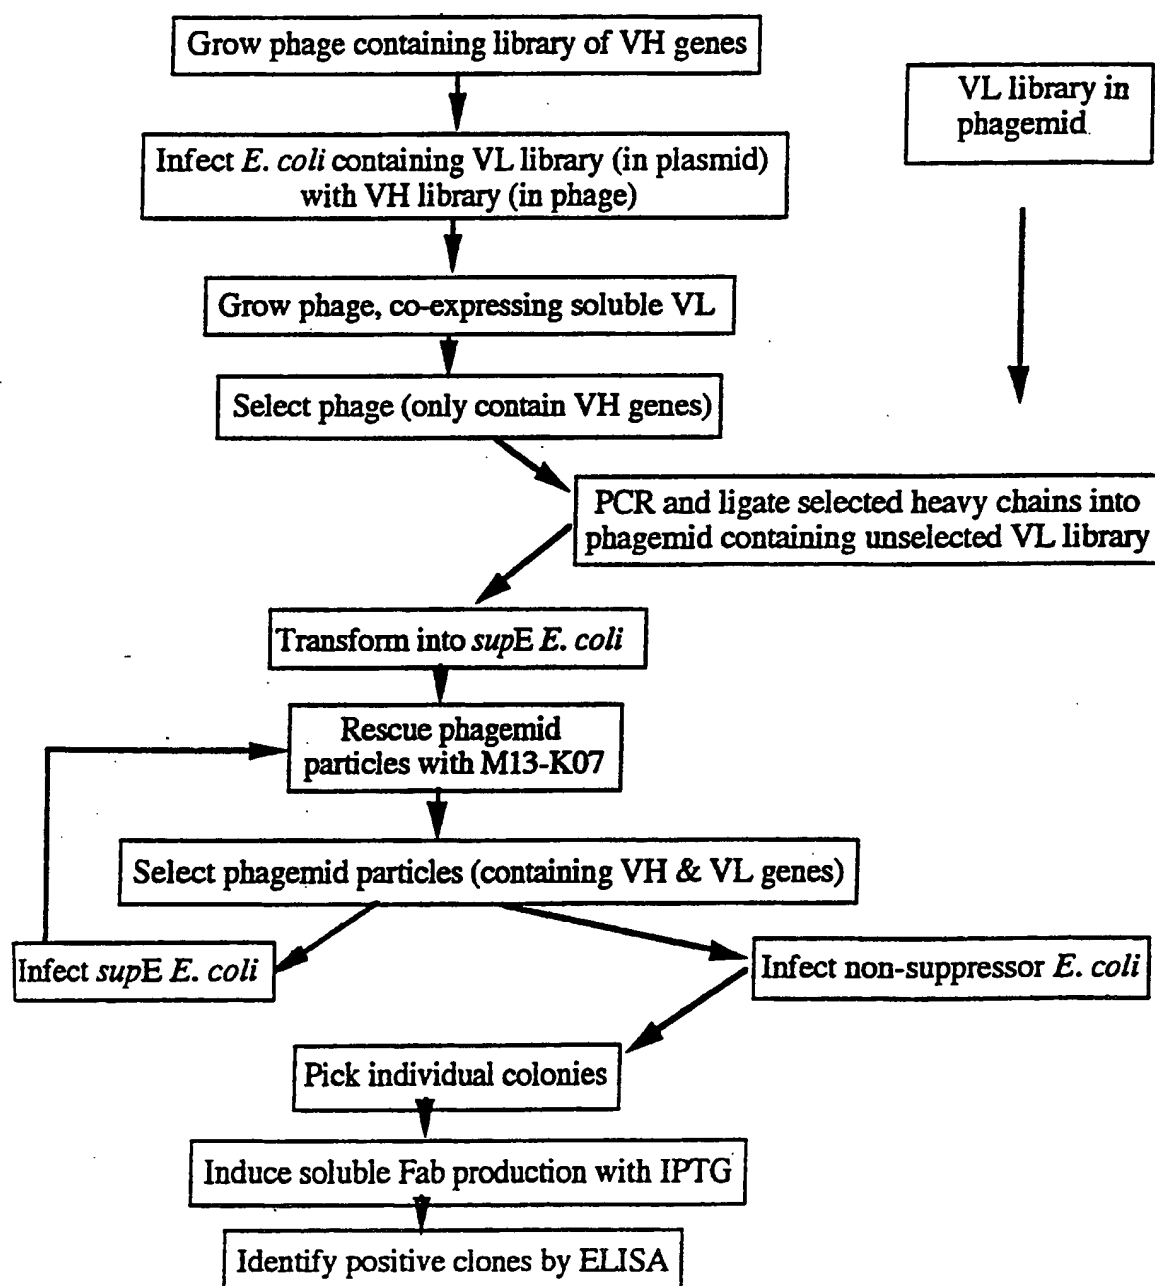 Grow phage containing library of VH genes
VL library in
phagemid
Infect E. coli containing VL library (in plasmid)
with VH library (in phage)
Grow phage, co-expressing soluble VL
Select phage (only contain VH genes)
PCR and ligate selected heavy chains into
phagemid containing unselected VL library
Transform into supE E. coli
Rescue phagemid
particles with M13-K07
Select phagemid particles (containing VH & VL genes)
Infect supE E. coli
Infect non-suppressor E. coli
Pick individual colonies
Induce soluble Fab production with IPTG
Identify positive clones by ELISA